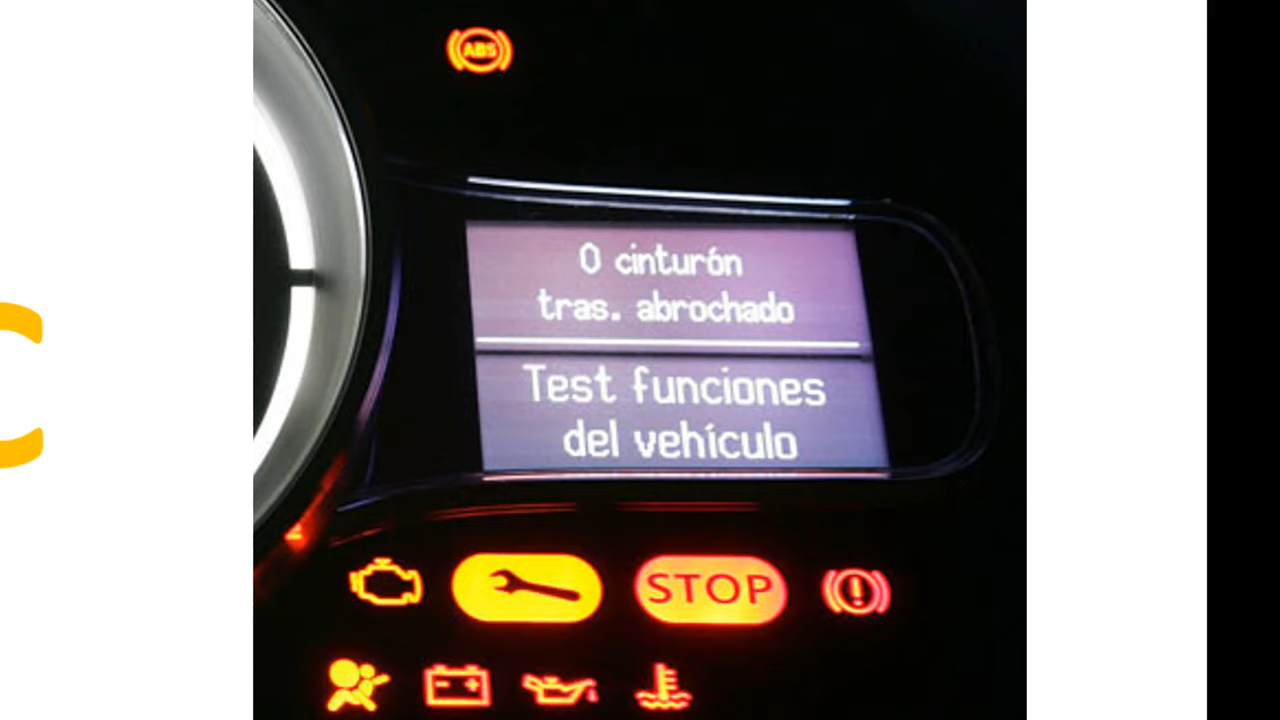 ABS
0 cinturón
tras. abrochado
Test funciones
del vehículo
STOP